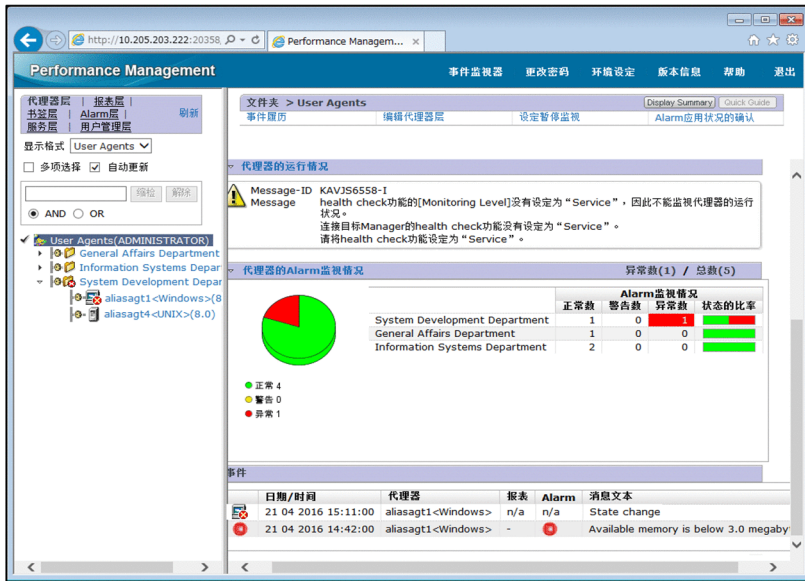 http://10.205.203.222:20358,
Performance Managem...
Performance Management
事件监视器 更改密码 环境设定 版本信息 帮助 退出
代理器层 | 报表层 |
书签层 | Alarm层 | 刷新
服务层 | 用户管理层
显示格式 User Agents
多项选择 自动更新
缩检 解除
AND OR
User Agents(ADMINISTRATOR)
General Affairs Department
Information Systems Depar
System Development Depar
aliasagt1<Windows>(8
aliasagt4<UNIX>(8.0)
文件夹 > User Agents Display Summary Quick Guide
事件履历 编辑代理器层 设定暂停监视 Alarm应用状况的确认
代理器的运行情况
Message-ID KAVJS6558-I
Message health check功能的[Monitoring Level]没有设定为“Service”，因此不能监视代理器的运行
状况。
连接目标Manager的health check功能没有设定为“Service”。
请将health check功能设定为“Service”。
代理器的Alarm监视情况 异常数(1) / 总数(5)
Alarm监视情况
正常数 警告数 异常数 状态的比率
System Development Department 1 0 1
General Affairs Department 1 0 0
Information Systems Department 2 0 0
正常 4
警告 0
异常 1
事件
日期/时间 代理器 报表 Alarm 消息文本
21 04 2016 15:11:00 aliasagt1<Windows> n/a n/a State change
21 04 2016 14:42:00 aliasagt1<Windows> - Available memory is below 3.0 megaby